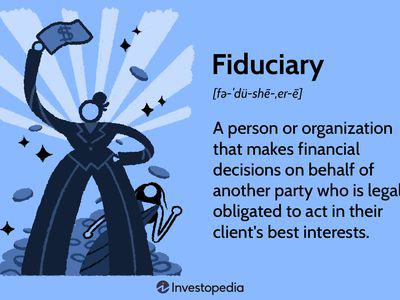 $
Fiduciary
[fə-ˈdü-shē-ˌer-ē]
A person or organization
that makes financial
decisions on behalf of
another party who is legal
obligated to act in their
client's best interests.
Investopedia